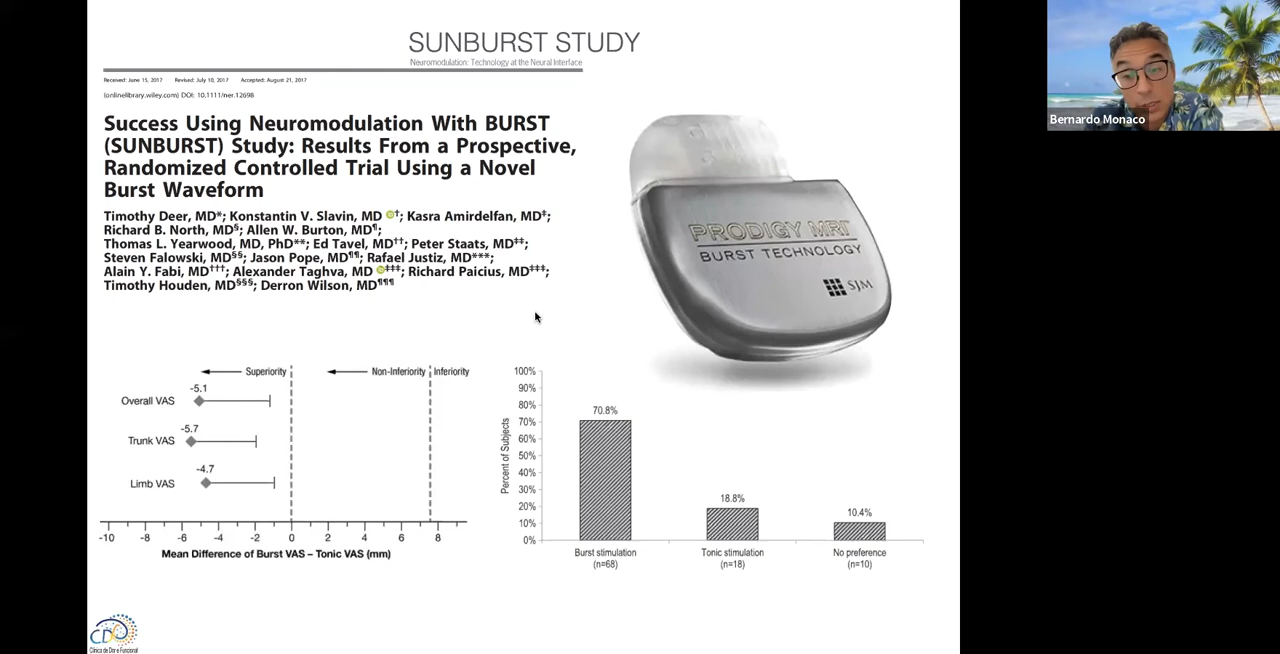 SUNBURST STUDY
Neuromodulation: Technology at the Neural Interface
Received: June 15, 2017 Revised: July 10, 2017 Accepted: August 21, 2017
(onlinelibrary.wiley.com) DOI: 10.1111/ner.12698
Success Using Neuromodulation With BURST
(SUNBURST) Study: Results From a Prospective,
Randomized Controlled Trial Using a Novel
Burst Waveform
Timothy Deer, MD*; Konstantin V. Slavin, MD iD†; Kasra Amirdelfan, MD‡;
Richard B. North, MD§; Allen W. Burton, MD¶;
Thomas L. Yearwood, MD, PhD**; Ed Tavel, MD††; Peter Staats, MD‡‡;
Steven Falowski, MD§§; Jason Pope, MD¶¶; Rafael Justiz, MD***;
Alain Y. Fabi, MD†††; Alexander Taghva, MD iD‡‡‡; Richard Paicius, MD‡‡‡;
Timothy Houden, MD§§§; Derron Wilson, MD¶¶¶
PRODIGY MRI™
BURST TECHNOLOGY
SJM
Bernardo Monaco
Superiority
Non-Inferiority
Inferiority
Overall VAS
-5.1
Trunk VAS
-5.7
Limb VAS
-4.7
-10 -8 -6 -4 -2 0 2 4 6 8
Mean Difference of Burst VAS – Tonic VAS (mm)
Percent of Subjects
100%
90%
80%
70%
60%
50%
40%
30%
20%
10%
0%
70.8%
18.8%
10.4%
Burst stimulation
(n=68)
Tonic stimulation
(n=18)
No preference
(n=10)
CDF
Clínica de Dor e Funcional